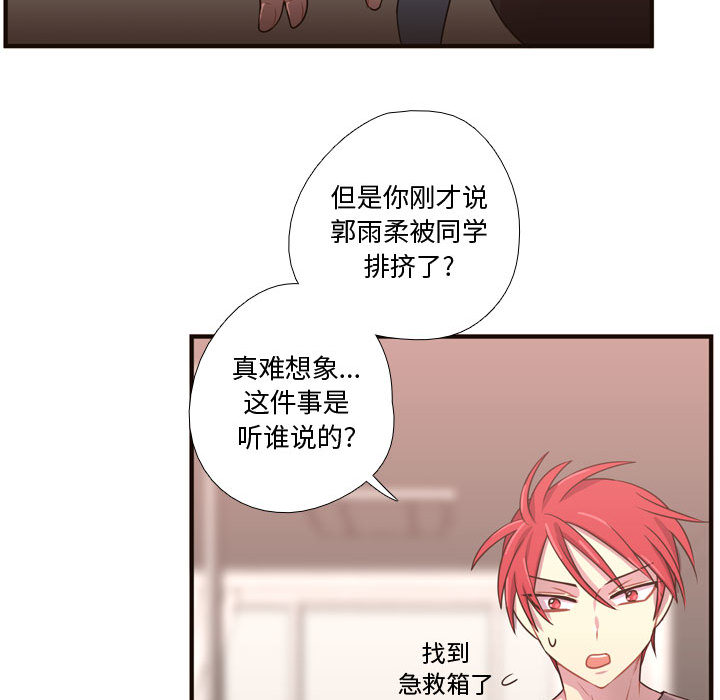 但是你刚才说
郭雨柔被同学
排挤了?
真难想象...
这件事是
听谁说的?
找到
急救箱了